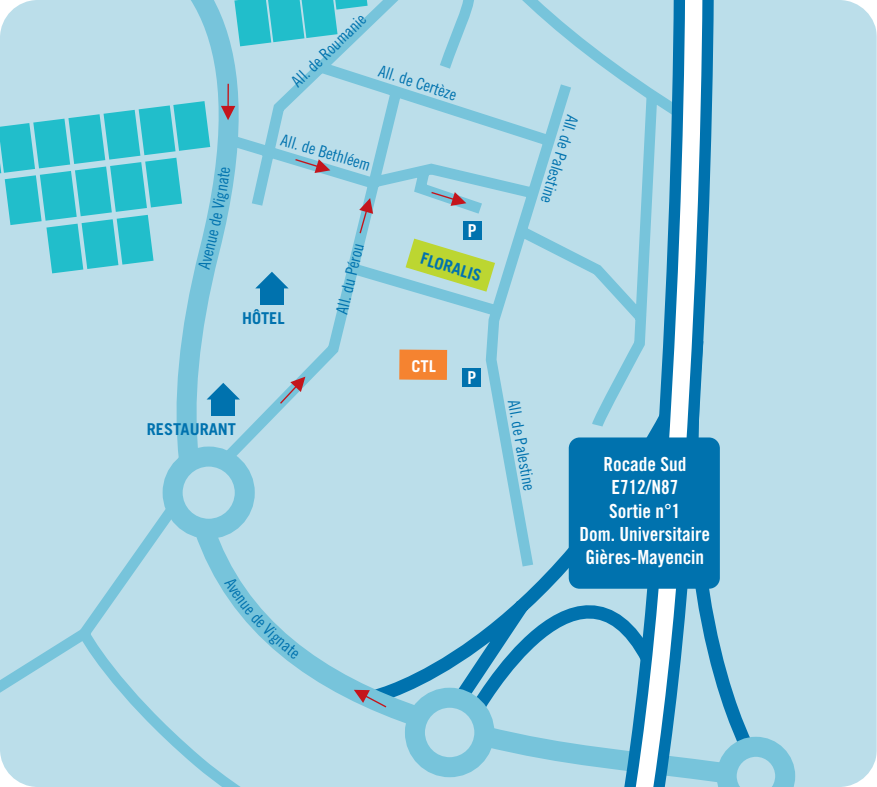 All. de Roumanie
All. de Certèze
All. de Bethléem
All. de Palestine
Avenue de Vignate
P
FLORALIS
All. du Pérou
HÔTEL
CTL
P
RESTAURANT
All. de Palestine
Rocade Sud
E712/N87
Sortie n°1
Dom. Universitaire
Gières-Mayencin
Avenue de Vignate